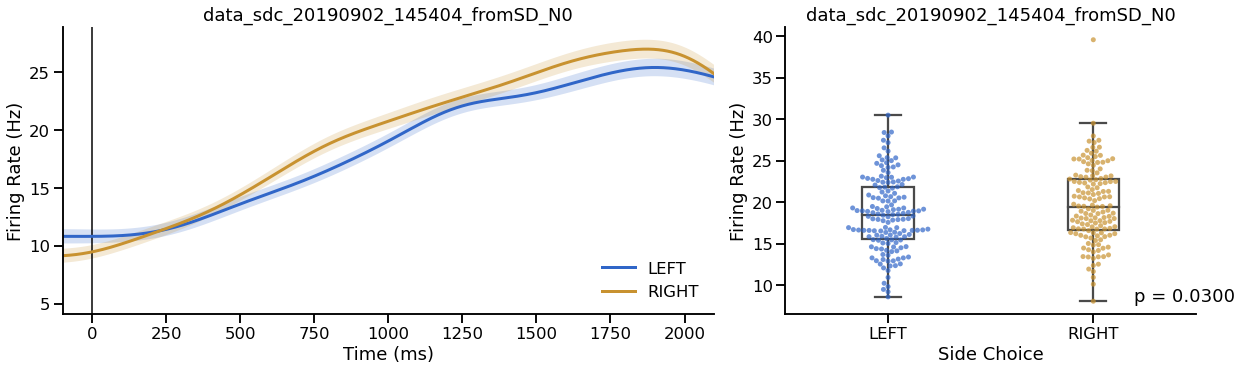 data_sdc_20190902_145404_fromSD_N0
Firing Rate (Hz)
25
20
15
10
5
LEFT
RIGHT
0
250
500
750
1000
1250
1500
1750
2000
Time (ms)
data_sdc_20190902_145404_fromSD_N0
Firing Rate (Hz)
40
35
30
25
20
15
10
p = 0.0300
LEFT
RIGHT
Side Choice